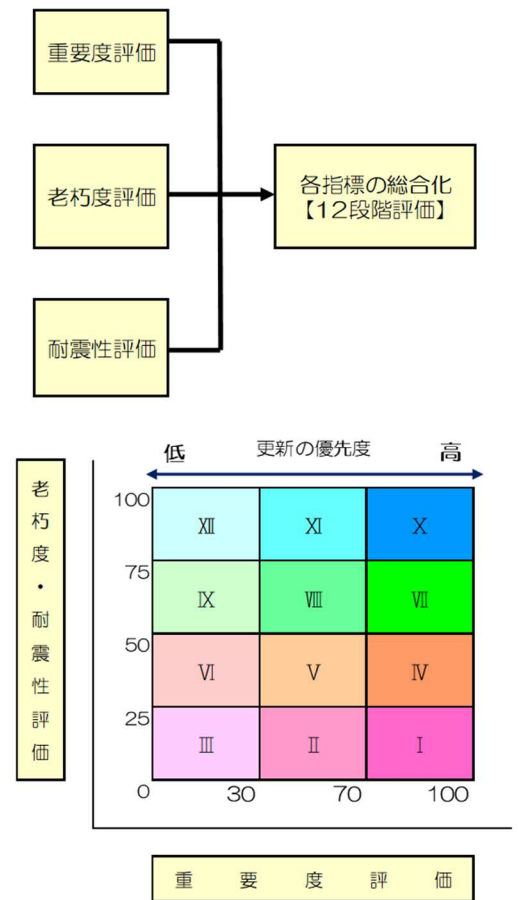 重要度評価
老朽度評価
各指標の総合化
【12段階評価】
耐震性評価
低 更新の優先度 高
老朽度・耐震性評価
100
Ⅻ Ⅺ Ⅹ
75
Ⅸ Ⅷ Ⅶ
50
Ⅵ Ⅴ Ⅳ
25
Ⅲ Ⅱ Ⅰ
0 30 70 100
重要度評価